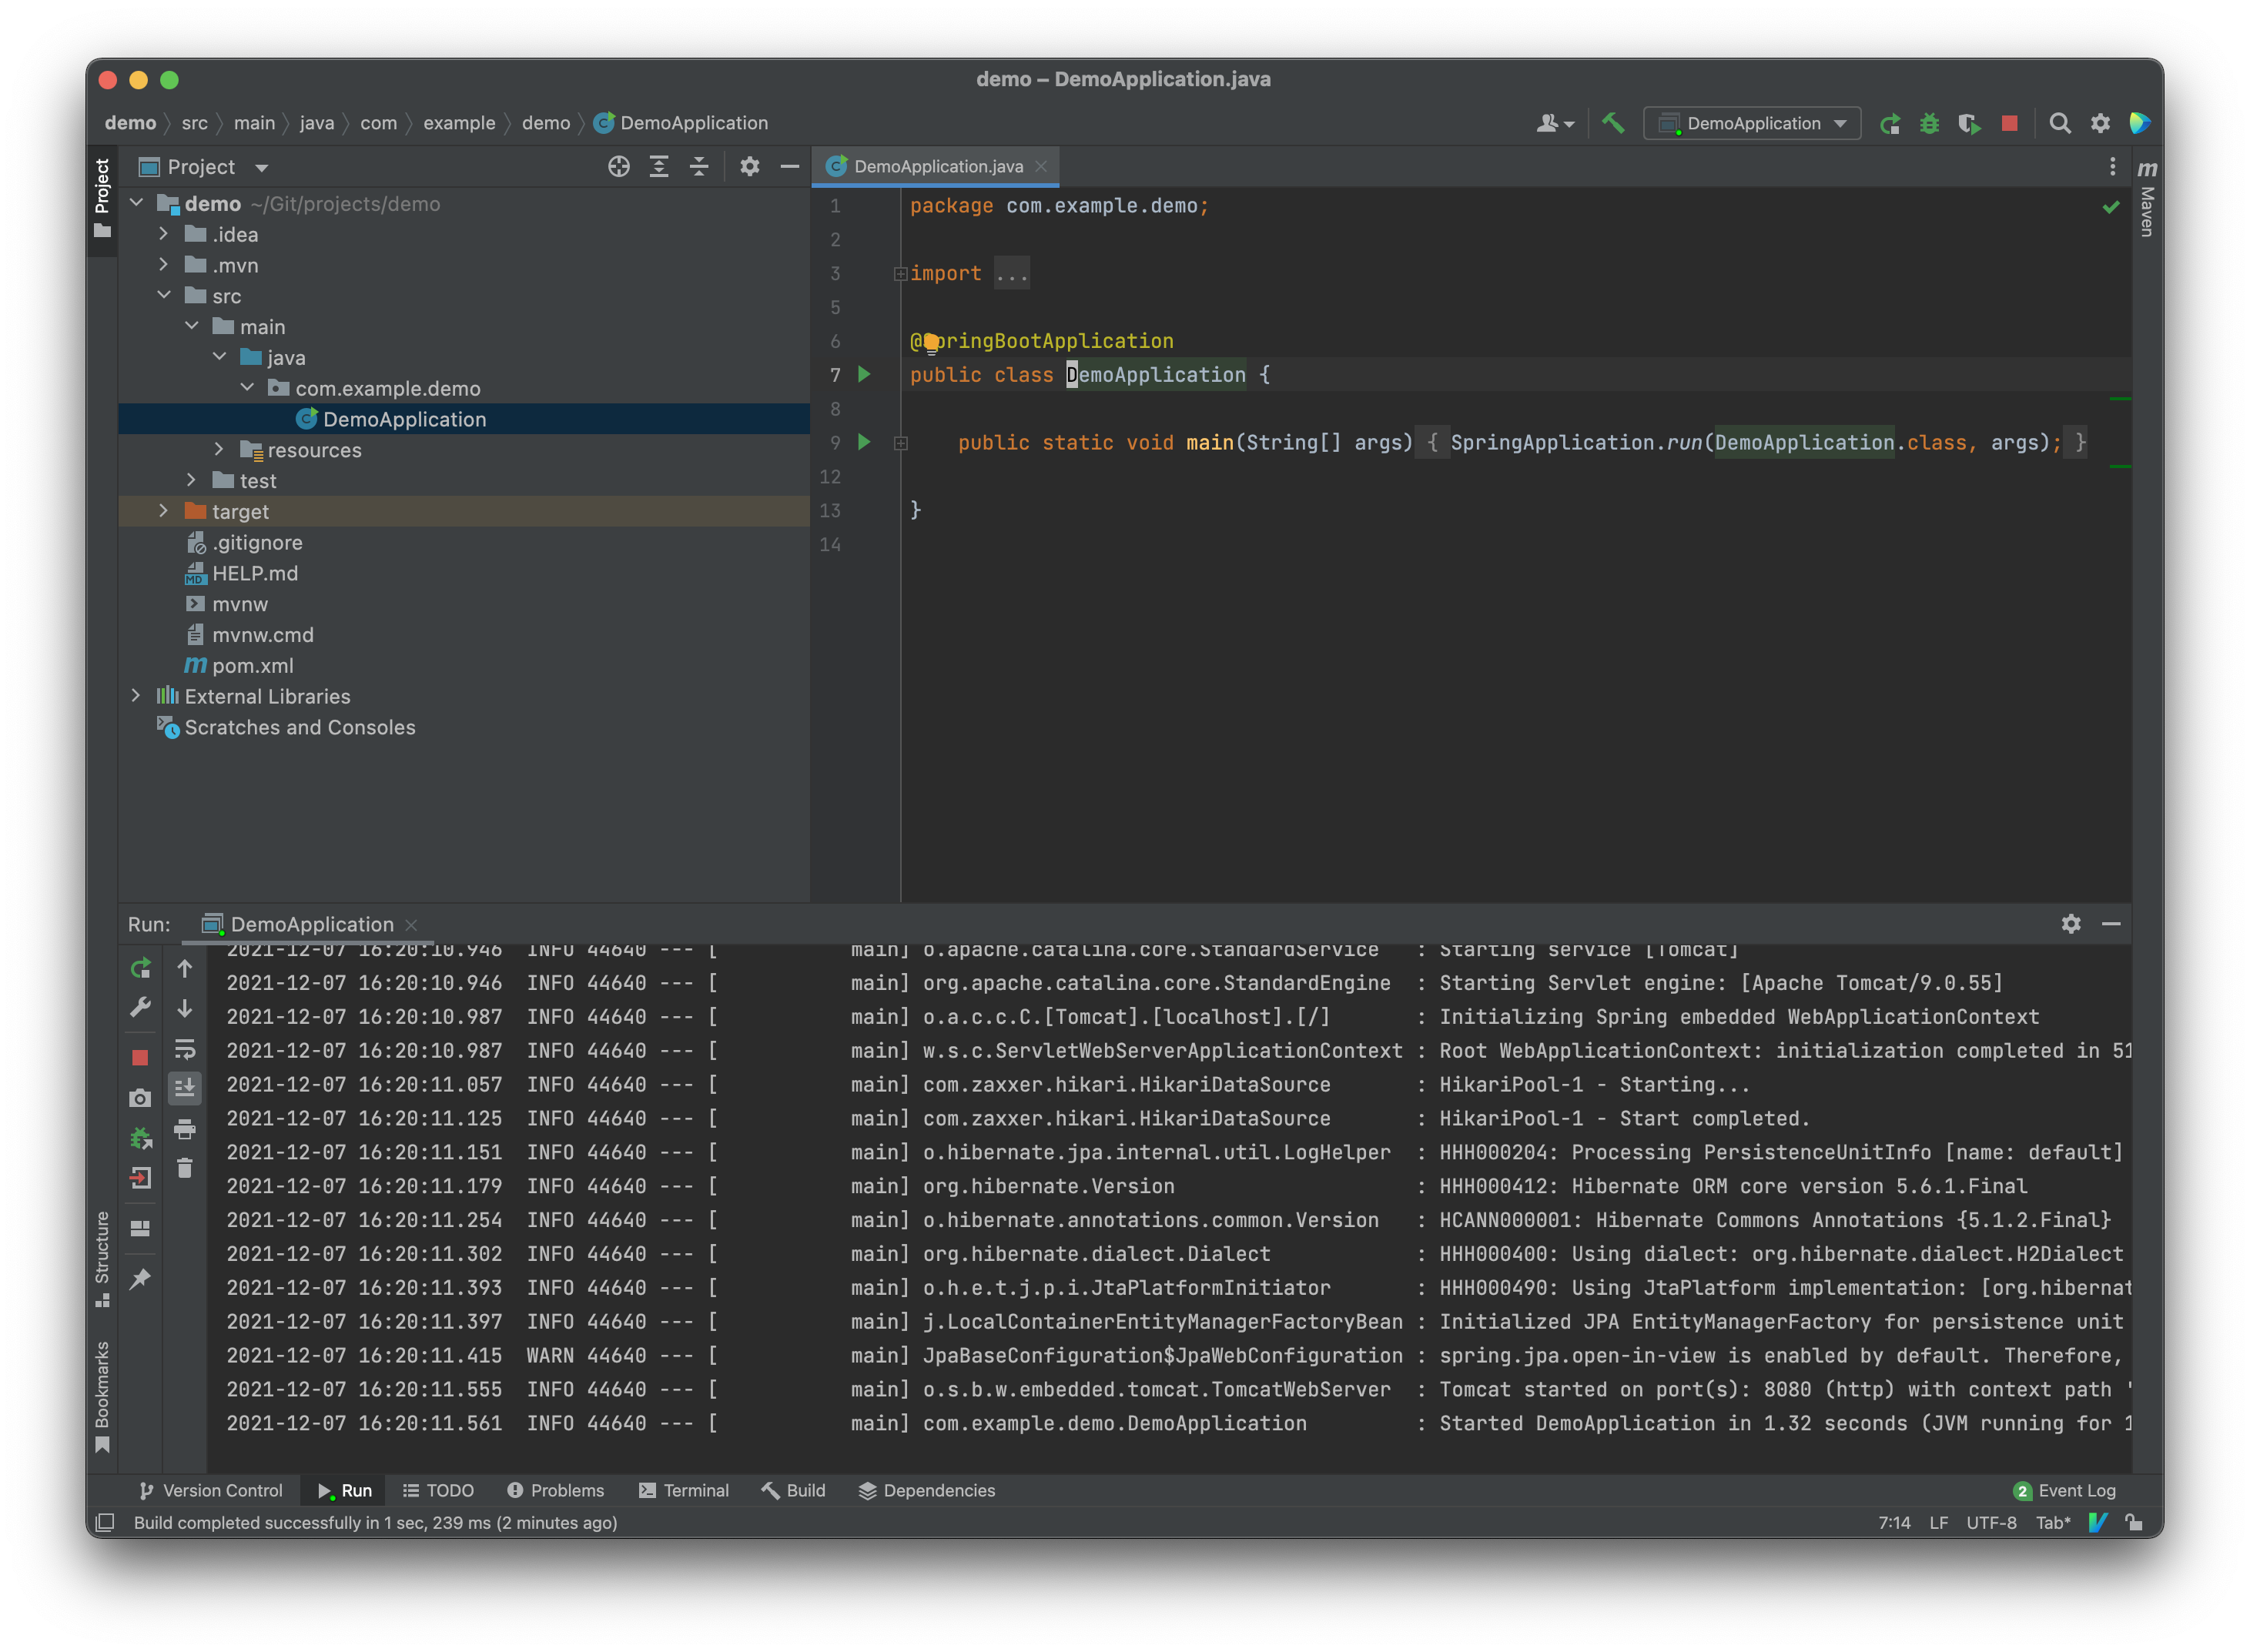 demo – DemoApplication.java
demo src main java com example demo DemoApplication
DemoApplication
Project
Project
DemoApplication.java
demo ~/Git/projects/demo
.idea
.mvn
src
main
java
com.example.demo
DemoApplication
resources
test
target
.gitignore
HELP.md
mvnw
mvnw.cmd
pom.xml
External Libraries
Scratches and Consoles
1 package com.example.demo;
2
3 import ...
5
6 @SpringBootApplication
7 public class DemoApplication {
8
9 public static void main(String[] args) { SpringApplication.run(DemoApplication.class, args); }
12
13 }
14
Maven
Run: DemoApplication
2021-12-07 16:20:10.946 INFO 44640 --- [ main] o.apache.catalina.core.StandardService : Starting service [Tomcat]
2021-12-07 16:20:10.946 INFO 44640 --- [ main] org.apache.catalina.core.StandardEngine : Starting Servlet engine: [Apache Tomcat/9.0.55]
2021-12-07 16:20:10.987 INFO 44640 --- [ main] o.a.c.c.C.[Tomcat].[localhost].[/] : Initializing Spring embedded WebApplicationContext
2021-12-07 16:20:10.987 INFO 44640 --- [ main] w.s.c.ServletWebServerApplicationContext : Root WebApplicationContext: initialization completed in 51
2021-12-07 16:20:11.057 INFO 44640 --- [ main] com.zaxxer.hikari.HikariDataSource : HikariPool-1 - Starting...
2021-12-07 16:20:11.125 INFO 44640 --- [ main] com.zaxxer.hikari.HikariDataSource : HikariPool-1 - Start completed.
2021-12-07 16:20:11.151 INFO 44640 --- [ main] o.hibernate.jpa.internal.util.LogHelper : HHH000204: Processing PersistenceUnitInfo [name: default]
2021-12-07 16:20:11.179 INFO 44640 --- [ main] org.hibernate.Version : HHH000412: Hibernate ORM core version 5.6.1.Final
2021-12-07 16:20:11.254 INFO 44640 --- [ main] o.hibernate.annotations.common.Version : HCANN000001: Hibernate Commons Annotations {5.1.2.Final}
2021-12-07 16:20:11.302 INFO 44640 --- [ main] org.hibernate.dialect.Dialect : HHH000400: Using dialect: org.hibernate.dialect.H2Dialect
2021-12-07 16:20:11.393 INFO 44640 --- [ main] o.h.e.t.j.p.i.JtaPlatformInitiator : HHH000490: Using JtaPlatform implementation: [org.hibernat
2021-12-07 16:20:11.397 INFO 44640 --- [ main] j.LocalContainerEntityManagerFactoryBean : Initialized JPA EntityManagerFactory for persistence unit
2021-12-07 16:20:11.415 WARN 44640 --- [ main] JpaBaseConfiguration$JpaWebConfiguration : spring.jpa.open-in-view is enabled by default. Therefore,
2021-12-07 16:20:11.555 INFO 44640 --- [ main] o.s.b.w.embedded.tomcat.TomcatWebServer : Tomcat started on port(s): 8080 (http) with context path '
2021-12-07 16:20:11.561 INFO 44640 --- [ main] com.example.demo.DemoApplication : Started DemoApplication in 1.32 seconds (JVM running for 1
Structure
Bookmarks
Version Control Run TODO Problems Terminal Build Dependencies 2 Event Log
Build completed successfully in 1 sec, 239 ms (2 minutes ago) 7:14 LF UTF-8 Tab*